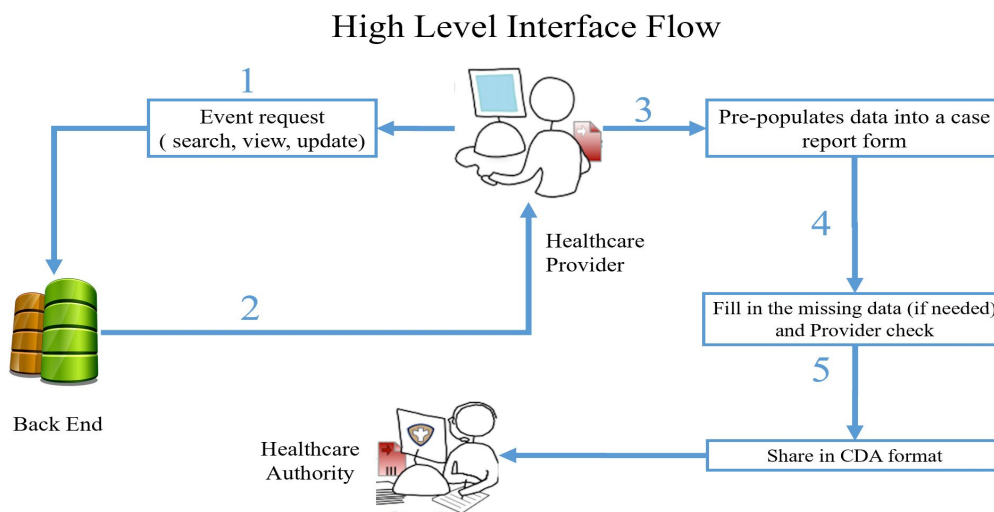 High Level Interface Flow
1
Event request
( search, view, update)
3
Pre-populates data into a case
report form
4
Healthcare
Provider
2
Fill in the missing data (if needed)
and Provider check
5
Back End
Healthcare
Authority
Share in CDA format